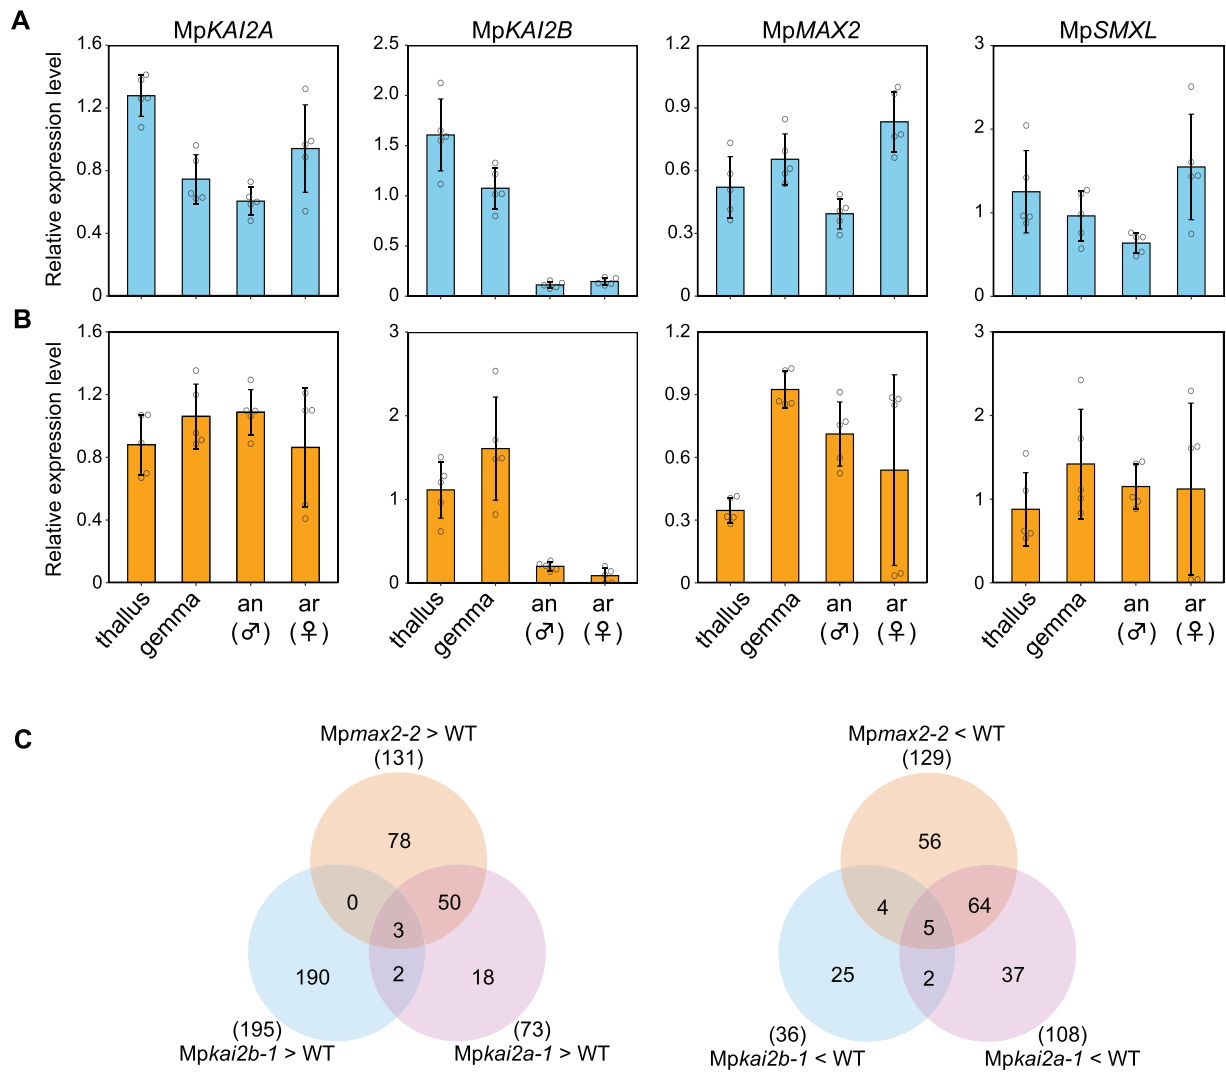 A
MpKAI2A MpKAI2B MpMAX2 MpSMXL
Relative expression level
1.6 1.2 0.8 0.4 0
2.5 2.0 1.5 1.0 0.5 0
1.2 0.9 0.6 0.3 0
3 2 1 0
B
Relative expression level
1.6 1.2 0.8 0.4 0
3 2 1 0
1.2 0.9 0.6 0.3 0
3 2 1 0
thallus gemma an (♂) ar (♀)
thallus gemma an (♂) ar (♀)
thallus gemma an (♂) ar (♀)
thallus gemma an (♂) ar (♀)
C
Mpmax2-2 > WT
(131)
78
0 50
3
190 2 18
(195) (73)
Mpkai2b-1 > WT Mpkai2a-1 > WT
Mpmax2-2 < WT
(129)
56
4 64
5
25 2 37
(36) (108)
Mpkai2b-1 < WT Mpkai2a-1 < WT